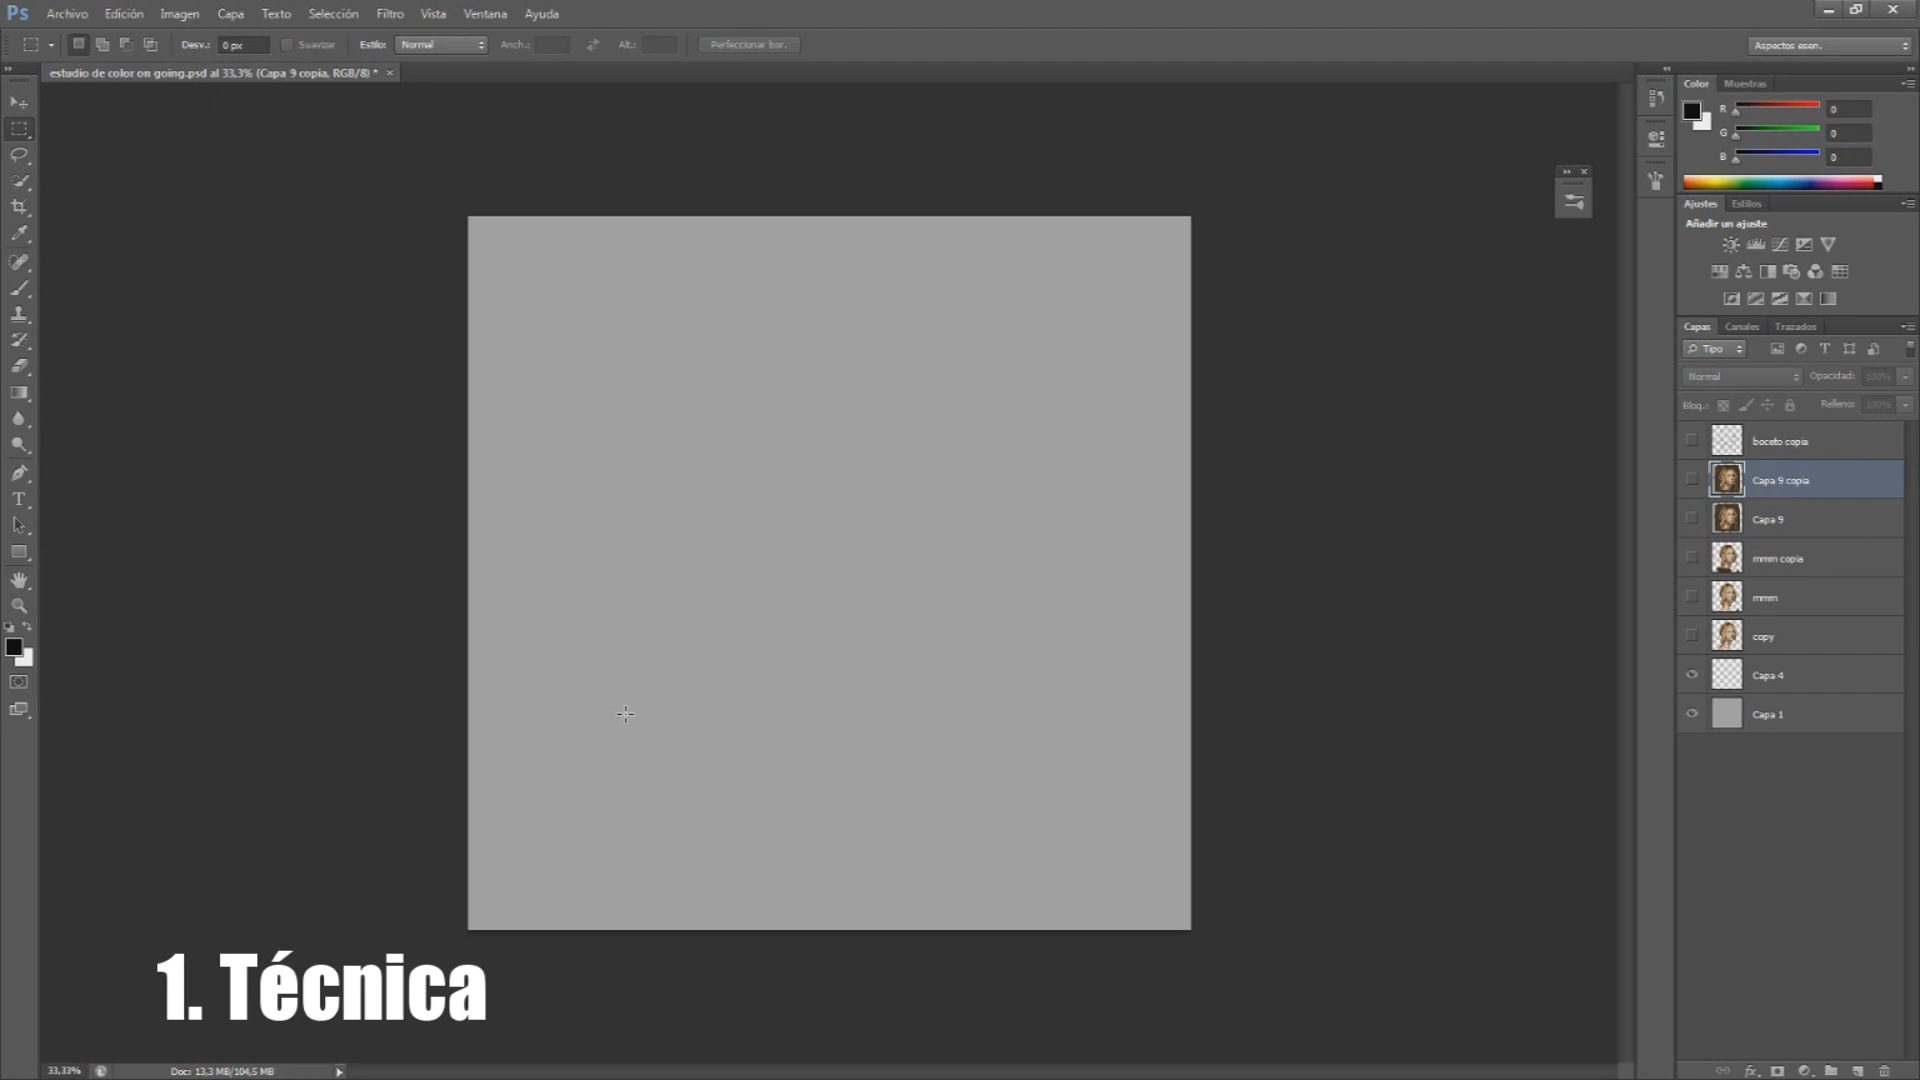 Ps Archivo Edición Imagen Capa Texto Selección Filtro Vista Ventana Ayuda
Desv.: 0 px Suavizar Estilo: Normal Anch.: Alt.: Perfeccionar bor. Aspectos esen.
estudio de color on going.psd al 33,3% (Capa 9 copia, RGB/8) * ×
Color Muestras
R 0
G 0
B 0
Ajustes Estilos
Añadir un ajuste
Capas Canales Trazados
Tipo
Normal Opacidad: 100%
Bloq.: Relleno: 100%
boceto copia
Capa 9 copia
Capa 9
mmm copia
mmm
copy
Capa 4
Capa 1
1. Técnica
33,33% Doc: 13,3 MB/104,5 MB